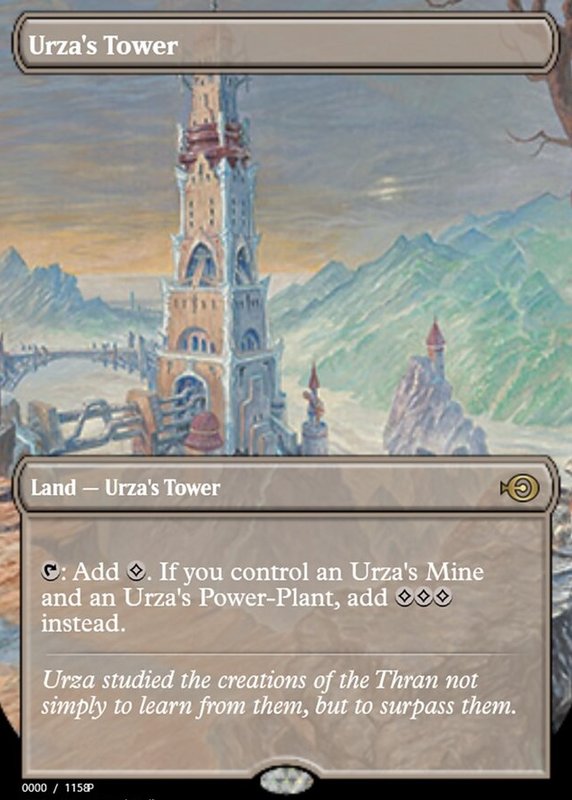 Urza's Tower
Land — Urza's Tower
: Add . If you control an Urza's Mine
and an Urza's Power-Plant, add
instead.
Urza studied the creations of the Thran not
simply to learn from them, but to surpass them.
0000 / 1158P